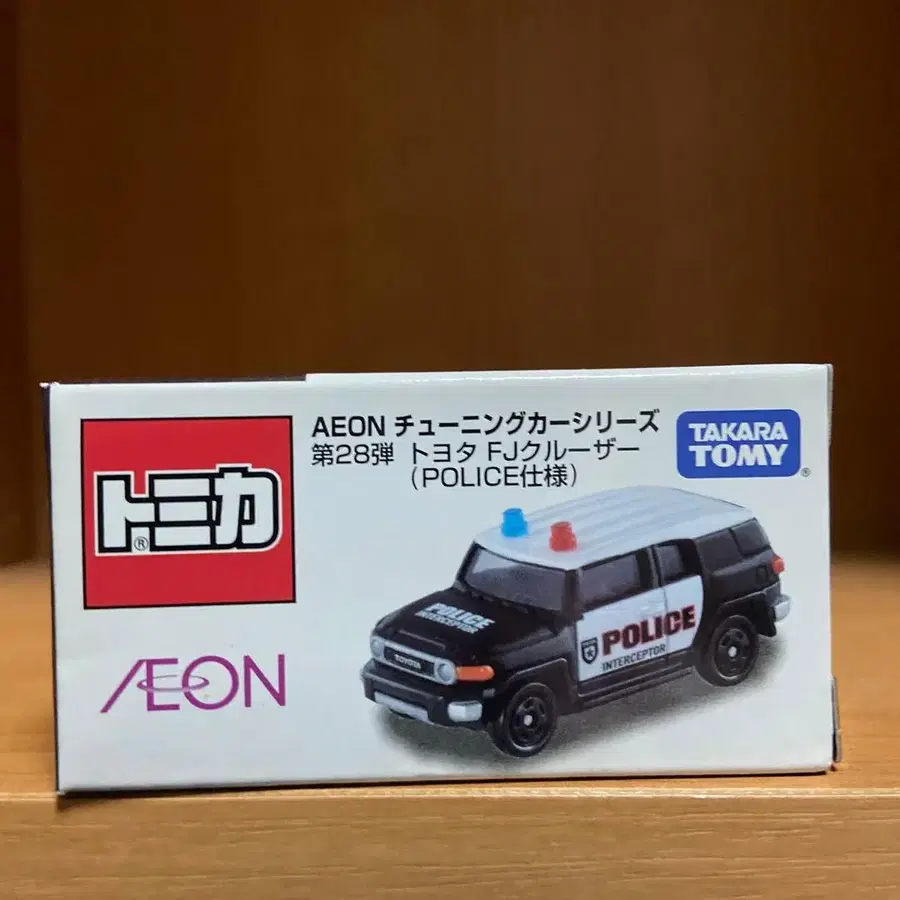 AEON チューニングカーシリーズ
第28弾 トヨタ FJクルーザー
(POLICE仕様)
TAKARA
TOMY
®
トミカ
®
AEON
POLICE
INTERCEPTOR
TOYOTA
POLICE
INTERCEPTOR